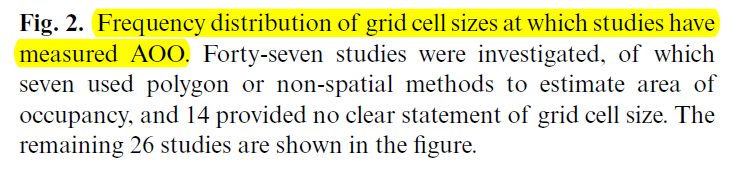 Fig. 2. Frequency distribution of grid cell sizes at which studies have
measured AOO. Forty-seven studies were investigated, of which
seven used polygon or non-spatial methods to estimate area of
occupancy, and 14 provided no clear statement of grid cell size. The
remaining 26 studies are shown in the figure.